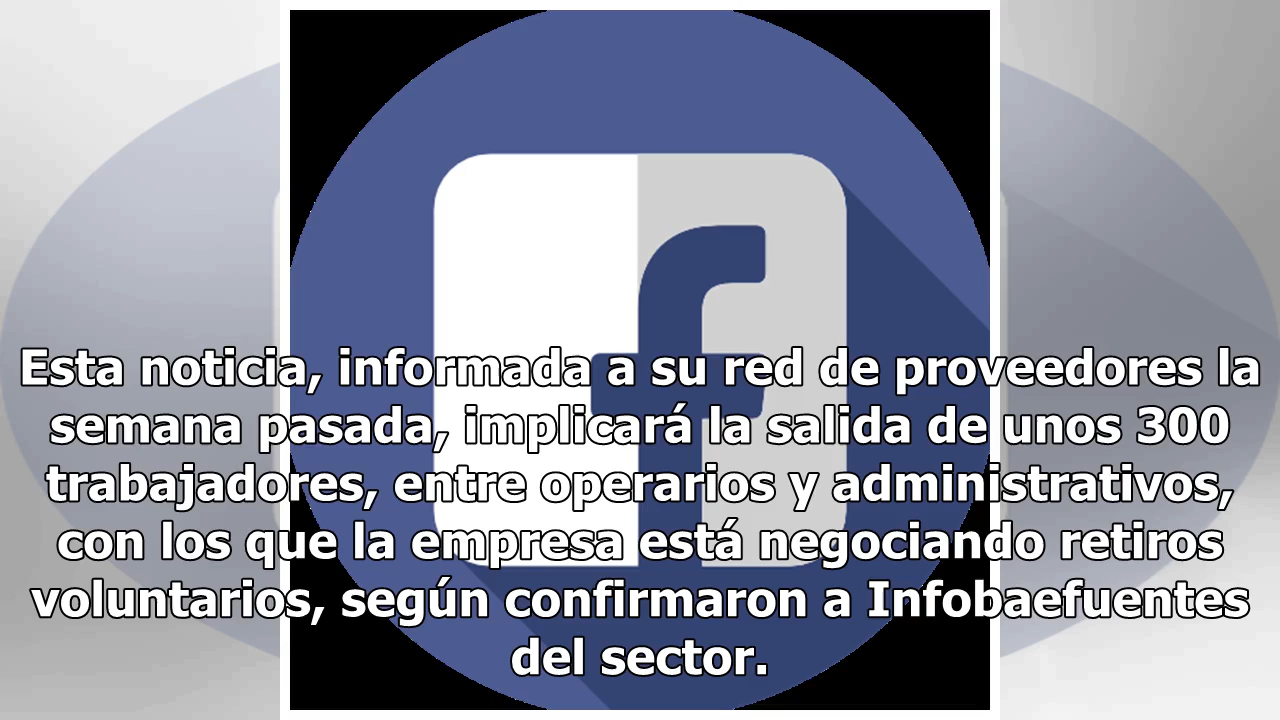 Esta noticia, informada a su red de proveedores la
semana pasada, implicará la salida de unos 300
trabajadores, entre operarios y administrativos,
con los que la empresa está negociando retiros
voluntarios, según confirmaron a Infobaefuentes
del sector.